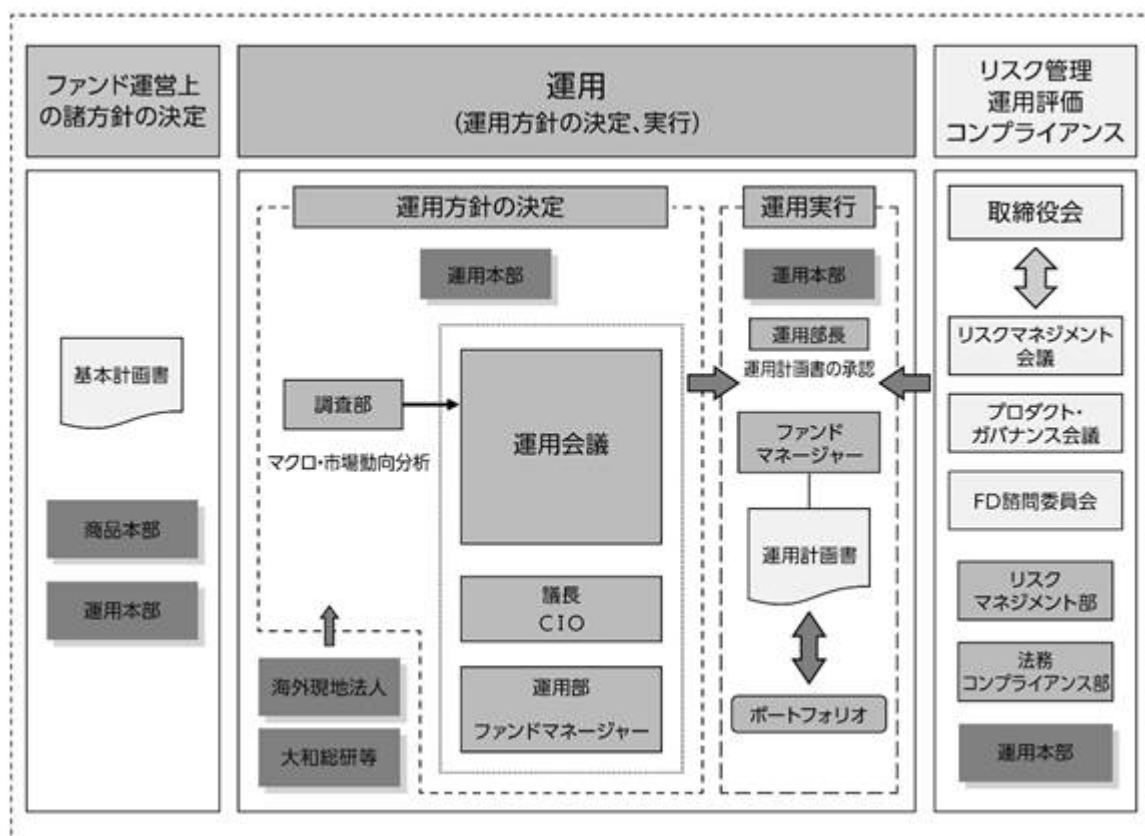 ファンド運営上
の諸方針の決定
運用
(運用方針の決定、実行)
リスク管理
運用評価
コンプライアンス
基本計画書
商品本部
運用本部
運用方針の決定
運用本部
調査部
マクロ・市場動向分析
運用会議
議長
CIO
運用部
ファンドマネージャー
海外現地法人
大和総研等
運用実行
運用本部
運用部長
運用計画書の承認
ファンド
マネージャー
運用計画書
ポートフォリオ
取締役会
リスクマネジメント
会議
プロダクト・
ガバナンス会議
FD諮問委員会
リスク
マネジメント部
法務
コンプライアンス部
運用本部